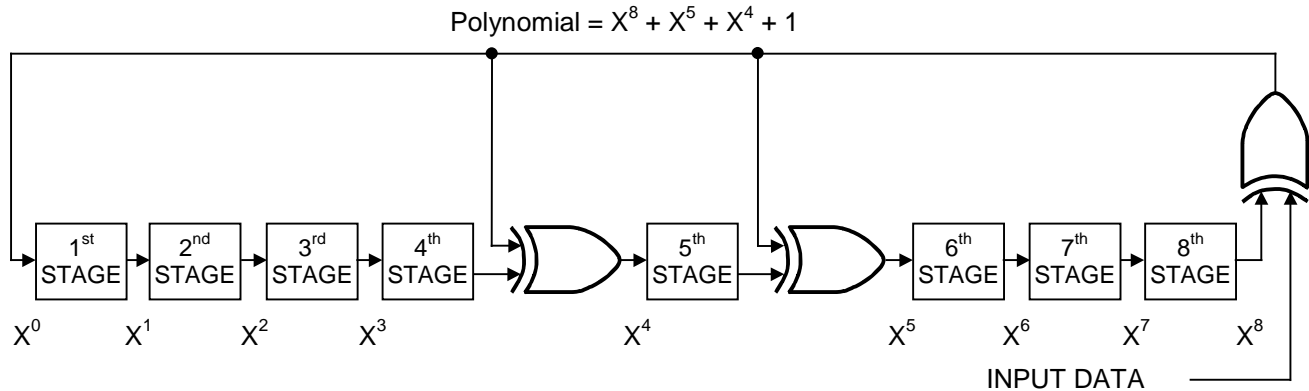 Polynomial = X⁸ + X⁵ + X⁴ + 1
1ˢᵗ STAGE
2ⁿᵈ STAGE
3ʳᵈ STAGE
4ᵗʰ STAGE
5ᵗʰ STAGE
6ᵗʰ STAGE
7ᵗʰ STAGE
8ᵗʰ STAGE
X⁰ X¹ X² X³ X⁴ X⁵ X⁶ X⁷ X⁸
INPUT DATA